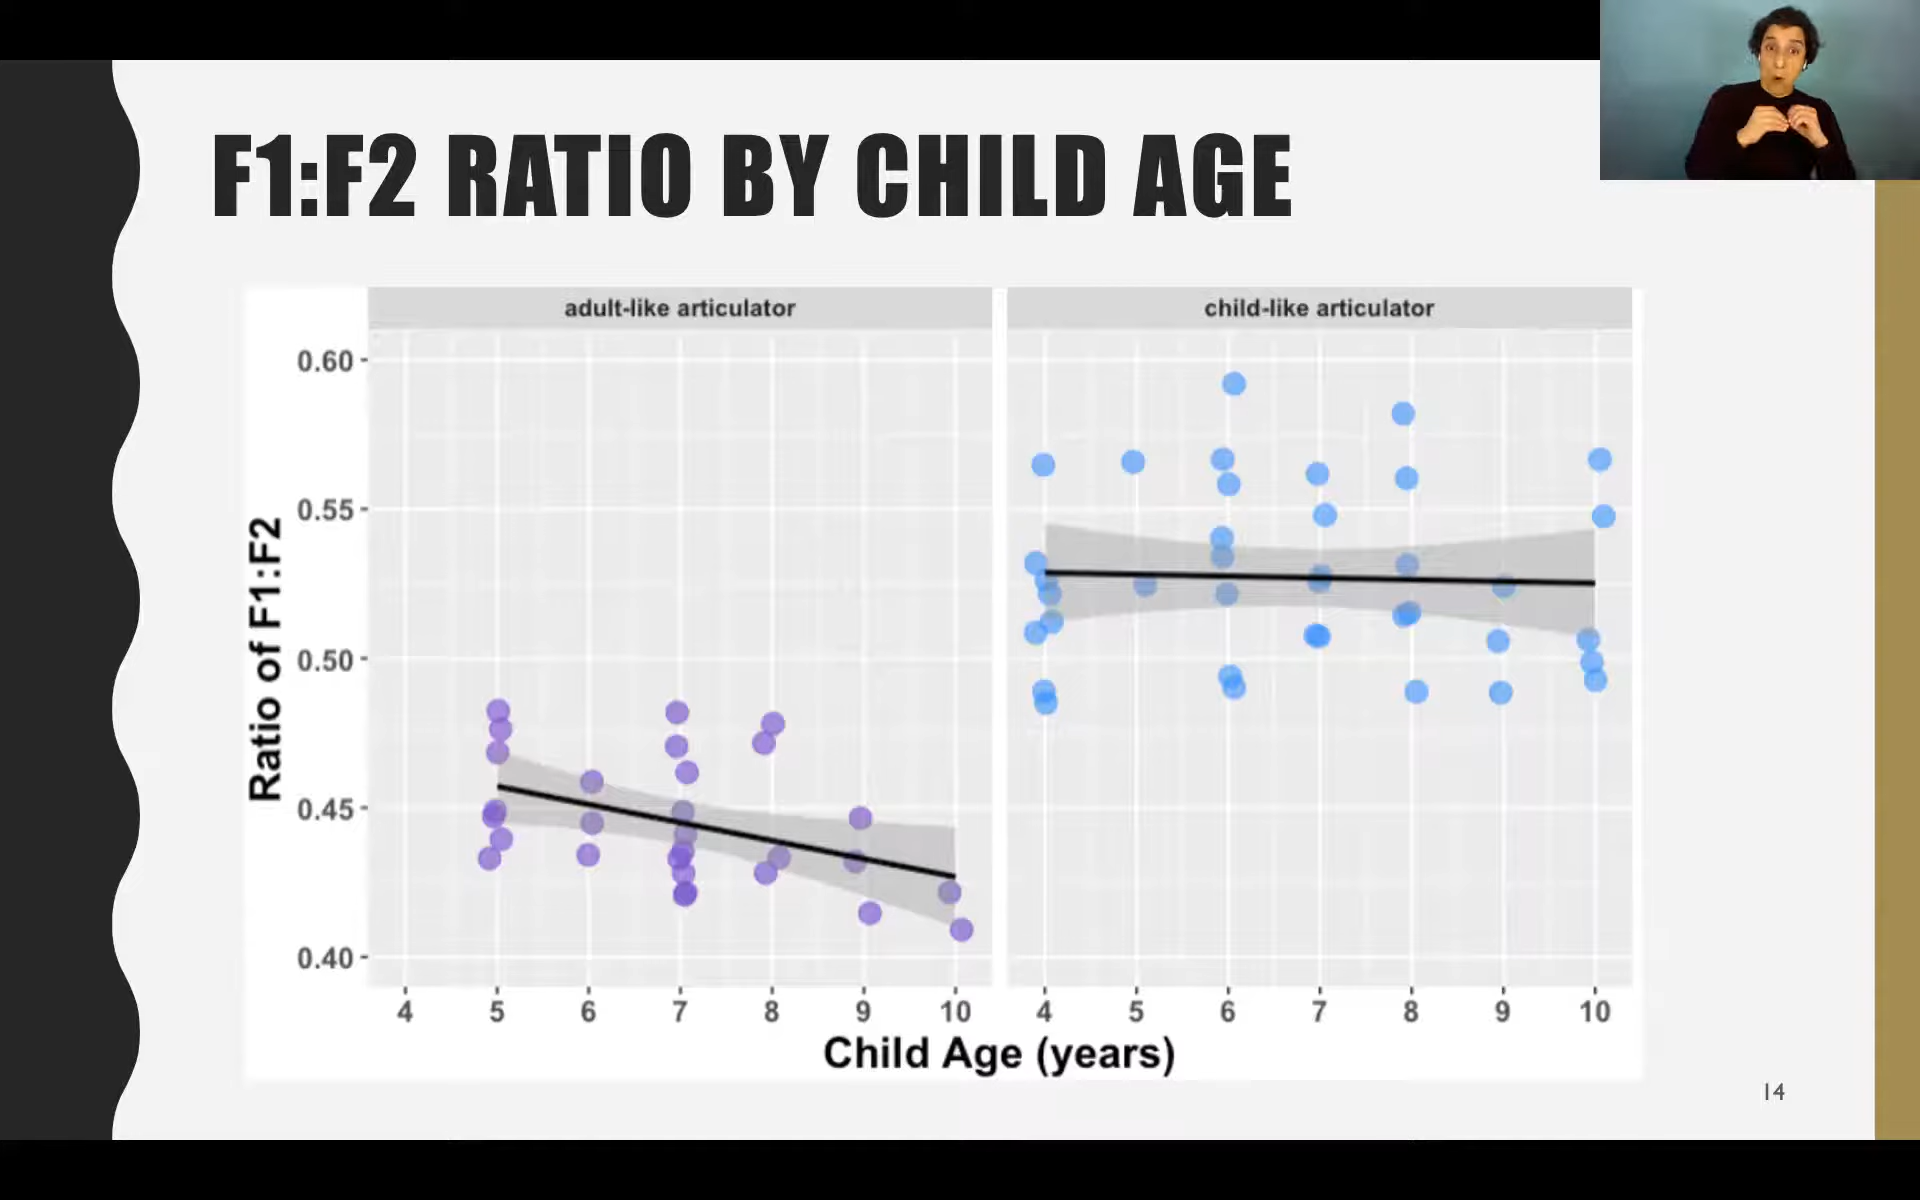 F1:F2 RATIO BY CHILD AGE
adult-like articulator
child-like articulator
Ratio of F1:F2
0.60
0.55
0.50
0.45
0.40
4 5 6 7 8 9 10
4 5 6 7 8 9 10
Child Age (years)
14